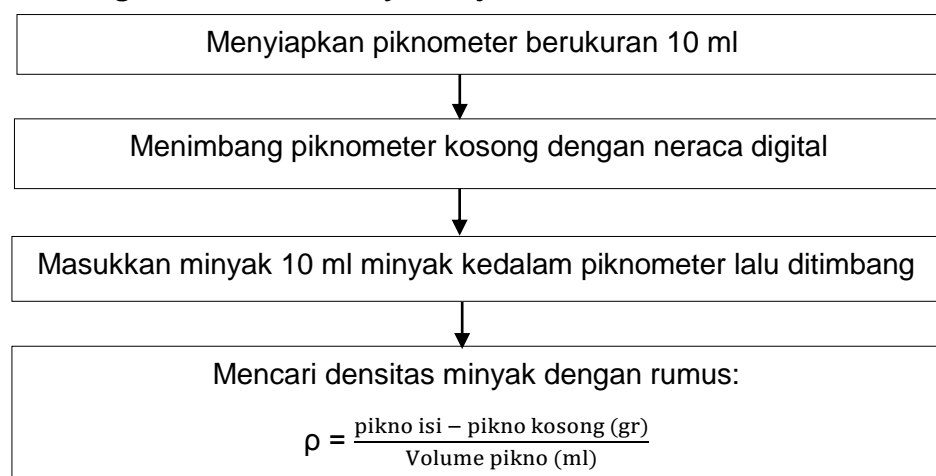 Menyiapkan piknometer berukuran 10 ml
Menimbang piknometer kosong dengan neraca digital
Masukkan minyak 10 ml minyak kedalam piknometer lalu ditimbang
Mencari densitas minyak dengan rumus:
ρ = pikno isi − pikno kosong (gr)
Volume pikno (ml)